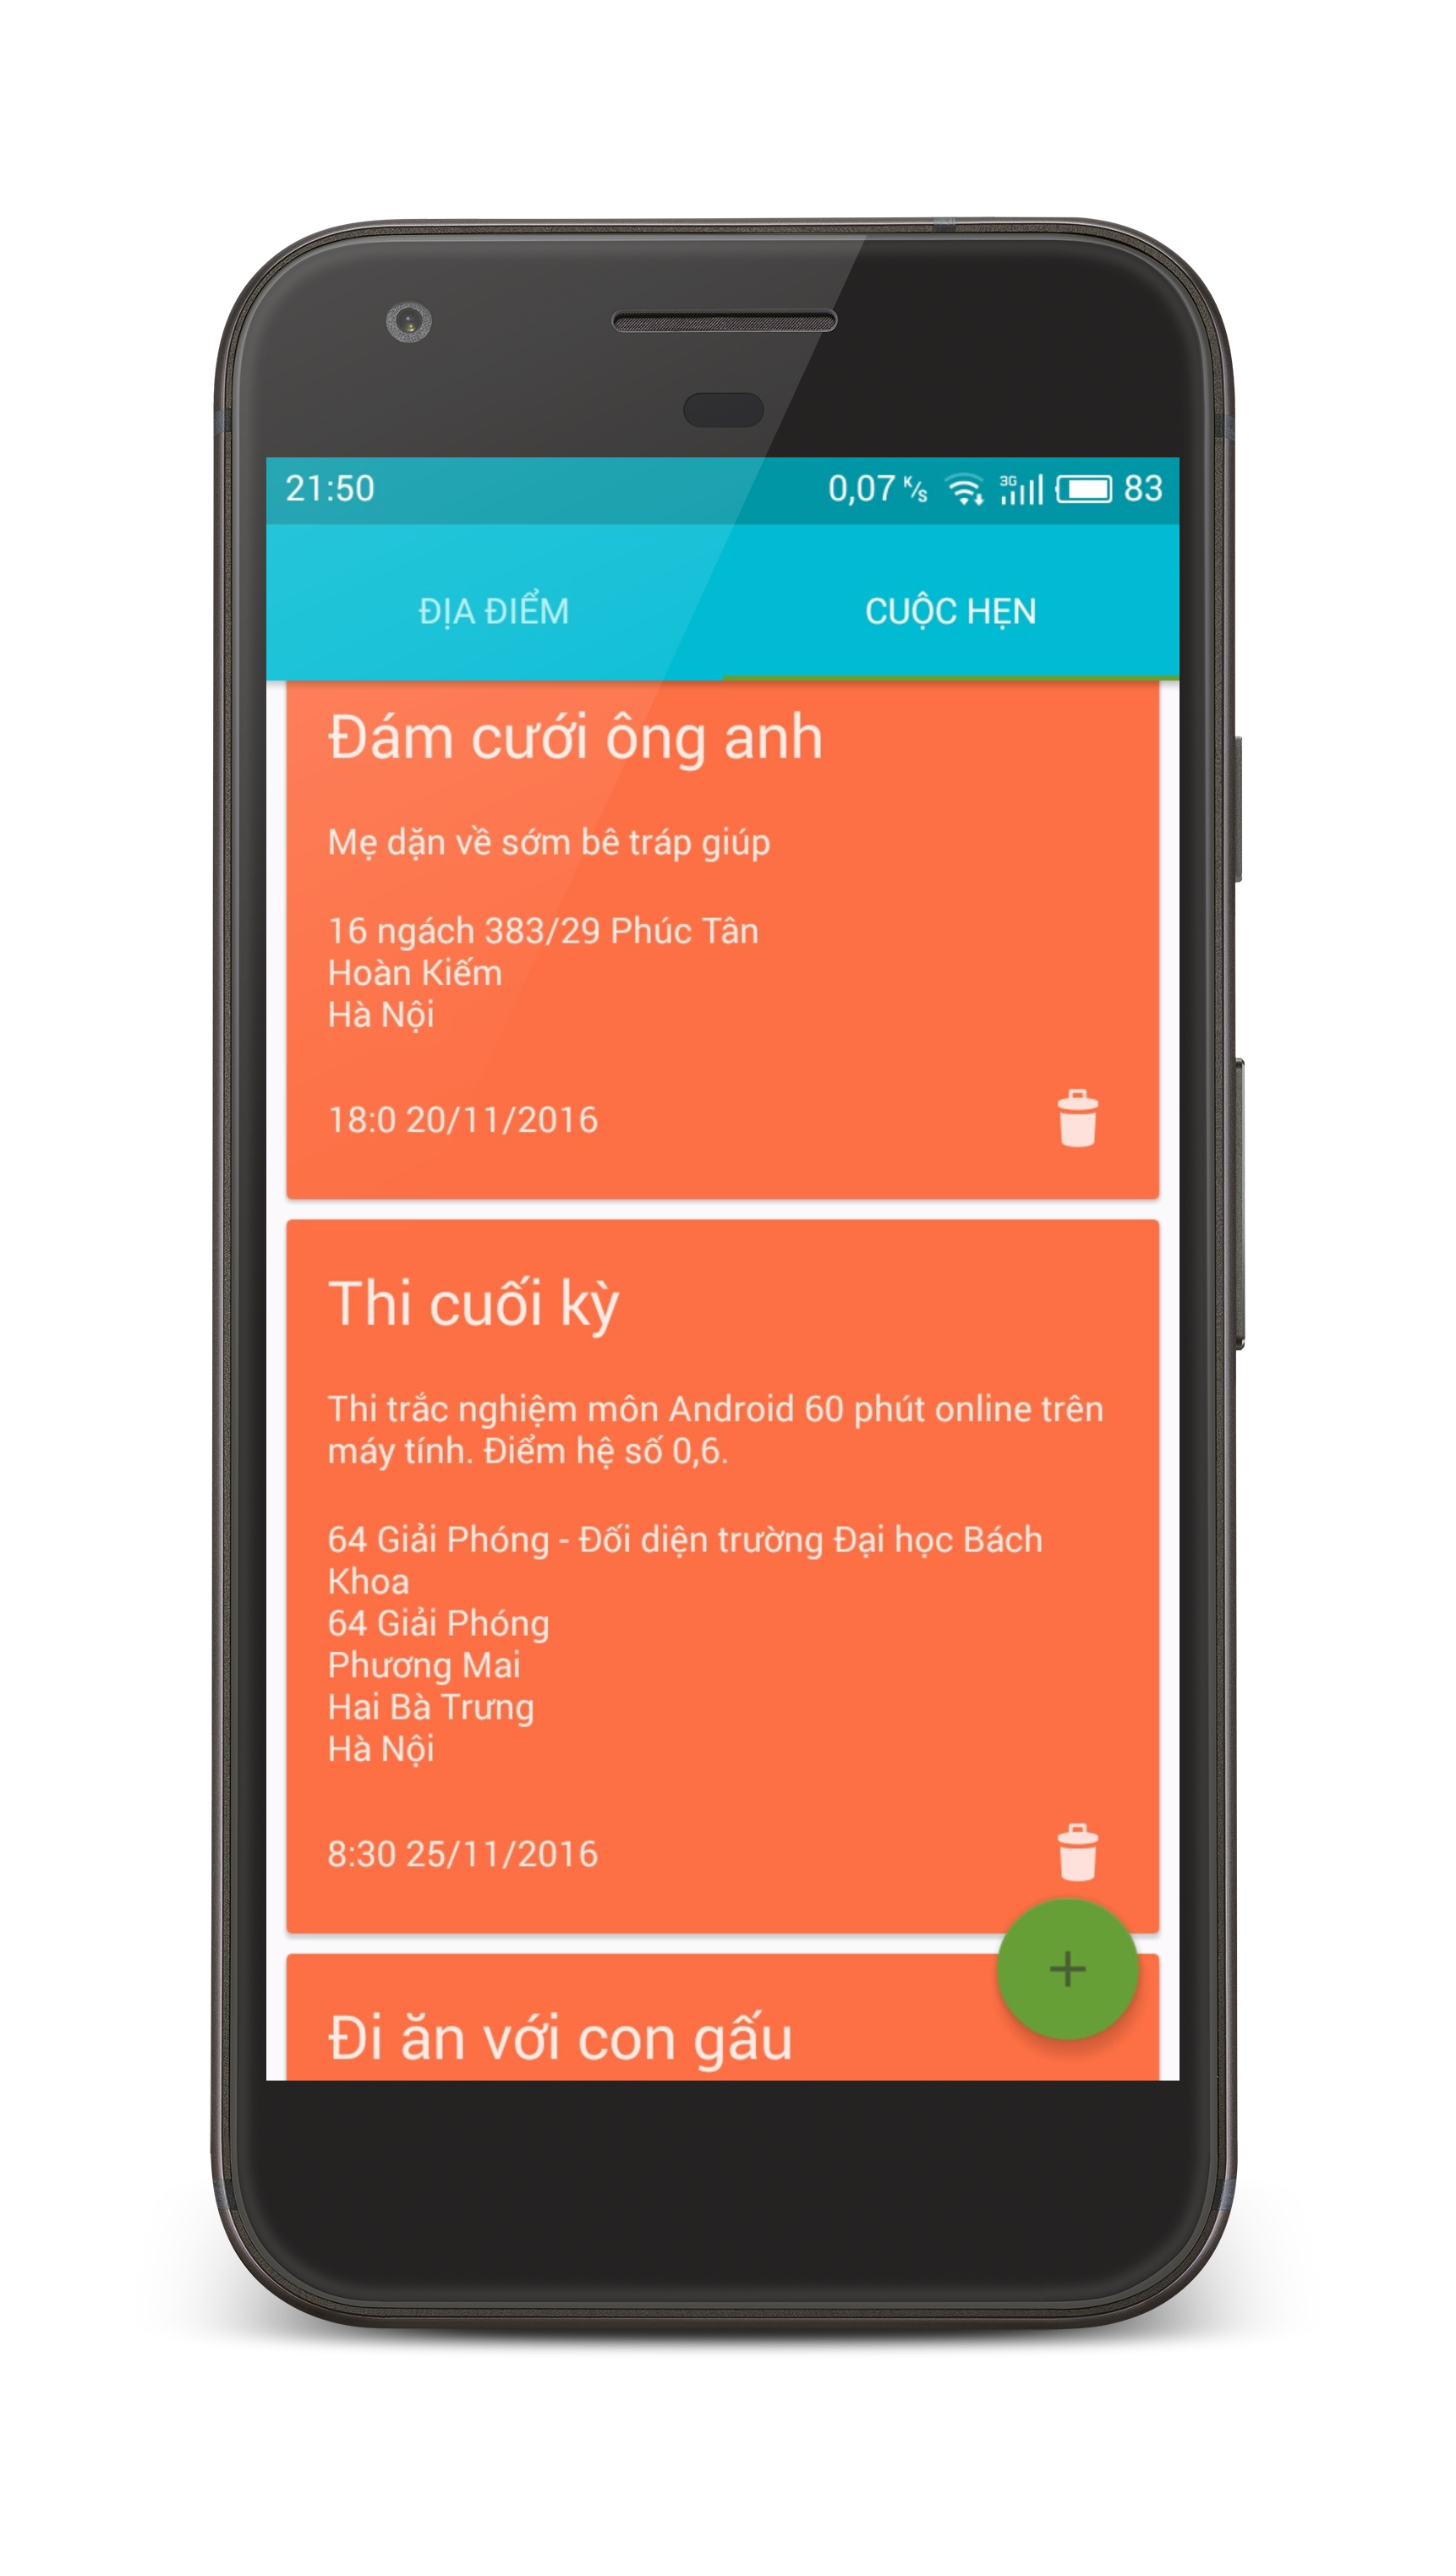 21:50 0,07 K/s 3G 83
ĐỊA ĐIỂM CUỘC HẸN
Đám cưới ông anh
Mẹ dặn về sớm bê tráp giúp
16 ngách 383/29 Phúc Tân
Hoàn Kiếm
Hà Nội
18:0 20/11/2016
Thi cuối kỳ
Thi trắc nghiệm môn Android 60 phút online trên
máy tính. Điểm hệ số 0,6.
64 Giải Phóng - Đối diện trường Đại học Bách
Khoa
64 Giải Phóng
Phương Mai
Hai Bà Trưng
Hà Nội
8:30 25/11/2016
+
Đi ăn với con gấu